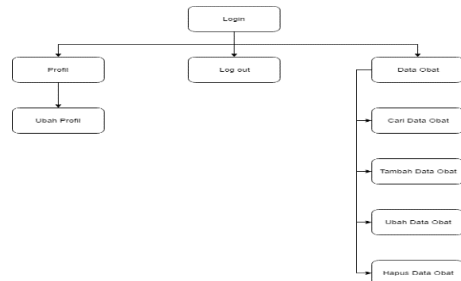 Login
Profil
Log out
Data Obat
Ubah Profil
Cari Data Obat
Tambah Data Obat
Ubah Data Obat
Hapus Data Obat